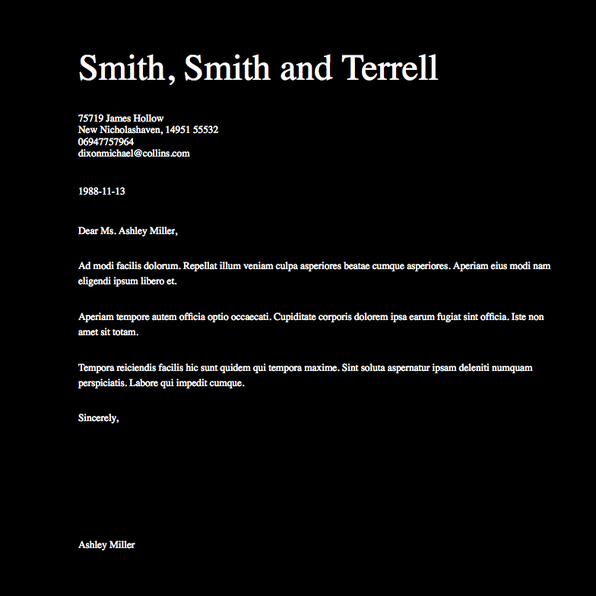 Smith, Smith and Terrell
75719 James Hollow
New Nicholashaven, 14951 55532
06947757964
dixonmichael@collins.com
1988-11-13
Dear Ms. Ashley Miller,
Ad modi facilis dolorum. Repellat illum veniam culpa asperiores beatae cumque asperiores. Aperiam eius modi nam
eligendi ipsum libero et.
Aperiam tempore autem officia optio occaecati. Cupiditate corporis dolorem ipsa earum fugiat sint officia. Iste non
amet sit totam.
Tempora reiciendis facilis hic sunt quidem qui tempora maxime. Sint soluta aspernatur ipsam deleniti numquam
perspiciatis. Labore qui impedit cumque.
Sincerely,
Ashley Miller